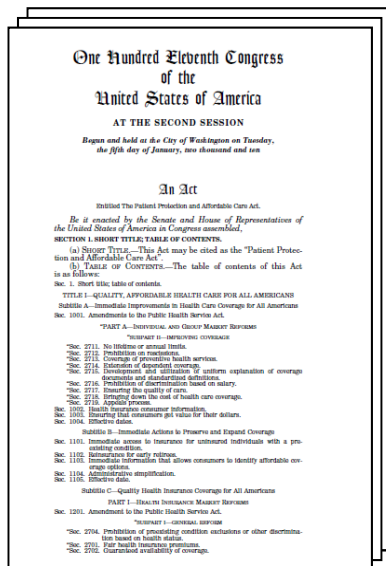 One Hundred Eleventh Congress
of the
United States of America
AT THE SECOND SESSION
Begun and held at the City of Washington on Tuesday,
the fifth day of January, two thousand and ten
An Act
Entitled The Patient Protection and Affordable Care Act.
Be it enacted by the Senate and House of Representatives of
the United States of America in Congress assembled,
SECTION 1. SHORT TITLE; TABLE OF CONTENTS.
(a) SHORT TITLE.—This Act may be cited as the “Patient Protec-
tion and Affordable Care Act”.
(b) TABLE OF CONTENTS.—The table of contents of this Act
is as follows:
Sec. 1. Short title; table of contents.
TITLE I—QUALITY, AFFORDABLE HEALTH CARE FOR ALL AMERICANS
Subtitle A—Immediate Improvements in Health Care Coverage for All Americans
Sec. 1001. Amendments to the Public Health Service Act.
“PART A—INDIVIDUAL AND GROUP MARKET REFORMS
“SUBPART II—IMPROVING COVERAGE
“Sec. 2711. No lifetime or annual limits.
“Sec. 2712. Prohibition on rescissions.
“Sec. 2713. Coverage of preventive health services.
“Sec. 2714. Extension of dependent coverage.
“Sec. 2715. Development and utilization of uniform explanation of coverage
documents and standardized definitions.
“Sec. 2716. Prohibition of discrimination based on salary.
“Sec. 2717. Ensuring the quality of care.
“Sec. 2718. Bringing down the cost of health care coverage.
“Sec. 2719. Appeals process.
Sec. 1002. Health insurance consumer information.
Sec. 1003. Ensuring that consumers get value for their dollars.
Sec. 1004. Effective dates.
Subtitle B—Immediate Actions to Preserve and Expand Coverage
Sec. 1101. Immediate access to insurance for uninsured individuals with a pre-
existing condition.
Sec. 1102. Reinsurance for early retirees.
Sec. 1103. Immediate information that allows consumers to identify affordable cov-
erage options.
Sec. 1104. Administrative simplification.
Sec. 1105. Effective date.
Subtitle C—Quality Health Insurance Coverage for All Americans
PART I—HEALTH INSURANCE MARKET REFORMS
Sec. 1201. Amendment to the Public Health Service Act.
“SUBPART I—GENERAL REFORM
“Sec. 2704. Prohibition of preexisting condition exclusions or other discrimina-
tion based on health status.
“Sec. 2701. Fair health insurance premiums.
“Sec. 2702. Guaranteed availability of coverage.